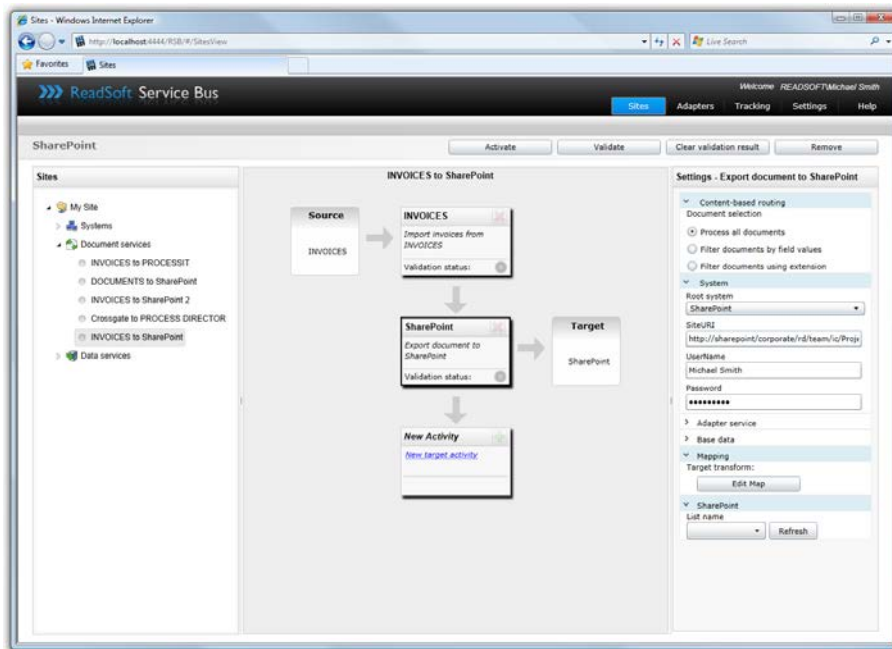 Sites - Windows Internet Explorer
http://localhost:4444/RSB/#/SitesView
Live Search
Favorites
Sites
ReadSoft Service Bus
Welcome READSOFT\Michael Smith
Sites Adapters Tracking Settings Help
SharePoint
Activate Validate Clear validation result Remove
Sites
My Site
Systems
Document services
INVOICES to PROCESSIT
DOCUMENTS to SharePoint
INVOICES to SharePoint 2
Crossgate to PROCESS DIRECTOR
INVOICES to SharePoint
Data services
INVOICES to SharePoint
Source
INVOICES
INVOICES
Import invoices from
INVOICES
Validation status:
SharePoint
Export document to
SharePoint
Validation status:
Target
SharePoint
New Activity
New target activity
Settings - Export document to SharePoint
Content-based routing
Document selection
Process all documents
Filter documents by field values
Filter documents using extension
System
Root system
SharePoint
SiteURI
http://sharepoint/corporate/rd/team/ic/Proje
UserName
Michael Smith
Password
•••••••••
Adapter service
Base data
Mapping
Target transform:
Edit Map
SharePoint
List name
Refresh